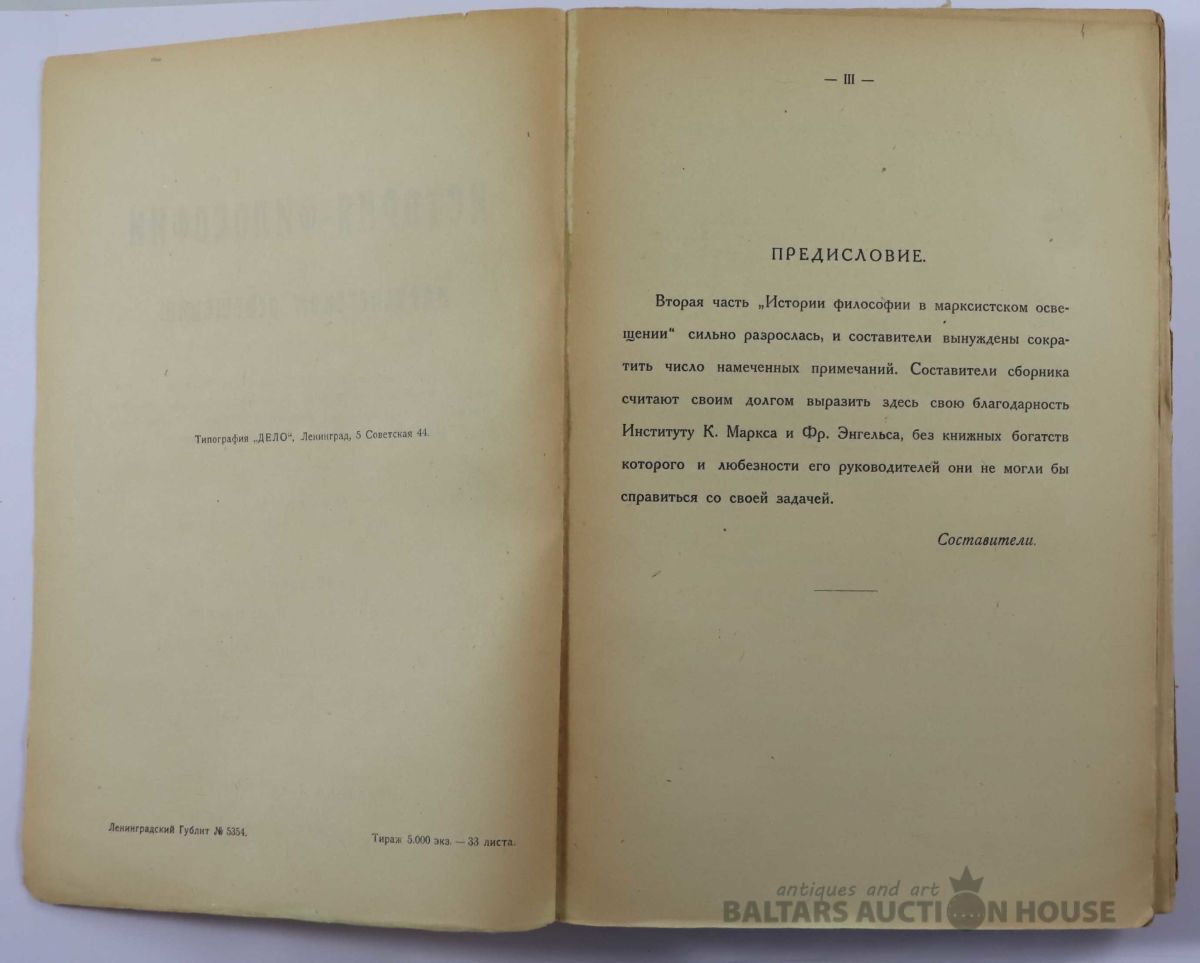 ИСТОРИЯ ФИЛОСОФИИ
Типография „ДЕЛО“, Ленинград, 5 Советская 44.
Ленинградский Гублит № 5354.
Тираж 5.000 экз. — 33 листа.
— III —
ПРЕДИСЛОВИЕ.
Вторая часть „Истории философии в марксистском осве-
щении“ сильно разрослась, и составители вынуждены сокра-
тить число намеченных примечаний. Составители сборника
считают своим долгом выразить здесь свою благодарность
Институту К. Маркса и Фр. Энгельса, без книжных богатств
которого и любезности его руководителей они не могли бы
справиться со своей задачей.
Составители.
antiques and art
BALTARS AUCTION HOUSE